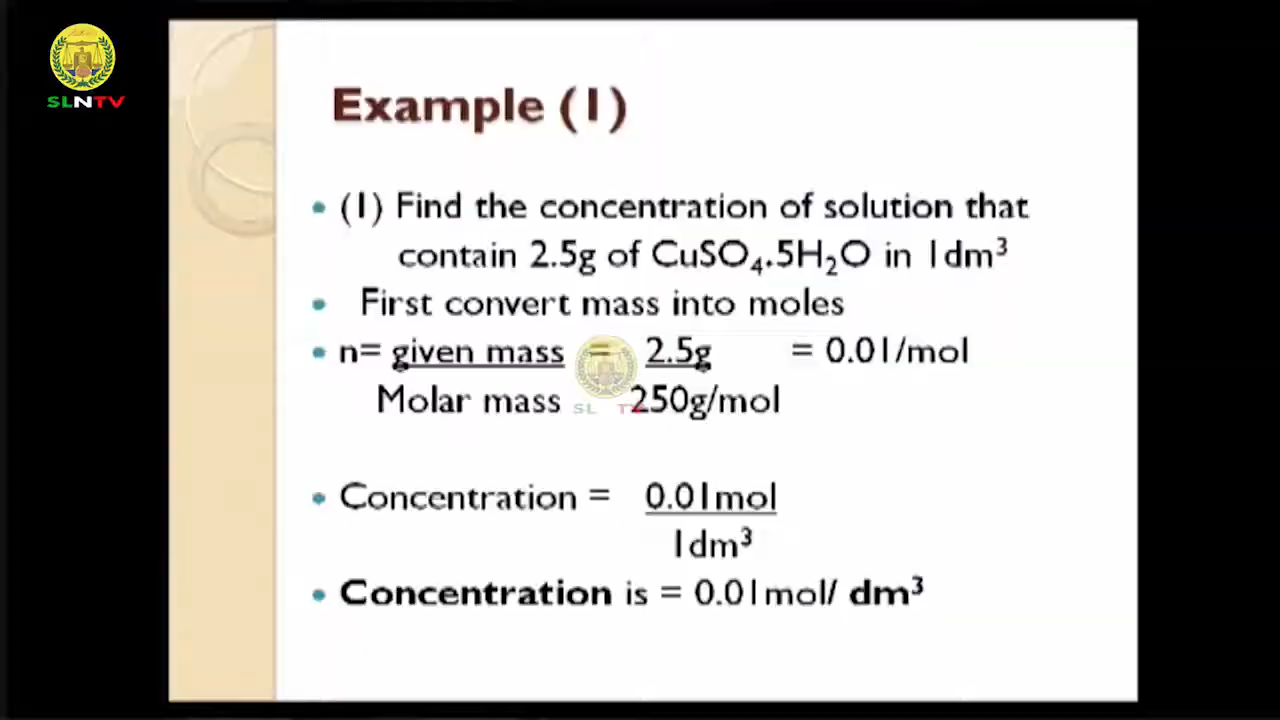 SLNTV
Example (1)
• (1) Find the concentration of solution that
contain 2.5g of CuSO₄.5H₂O in 1dm³
• First convert mass into moles
• n= given mass = 2.5g = 0.01/mol
Molar mass 250g/mol
SL TV
• Concentration = 0.01mol
1dm³
• Concentration is = 0.01mol/ dm³